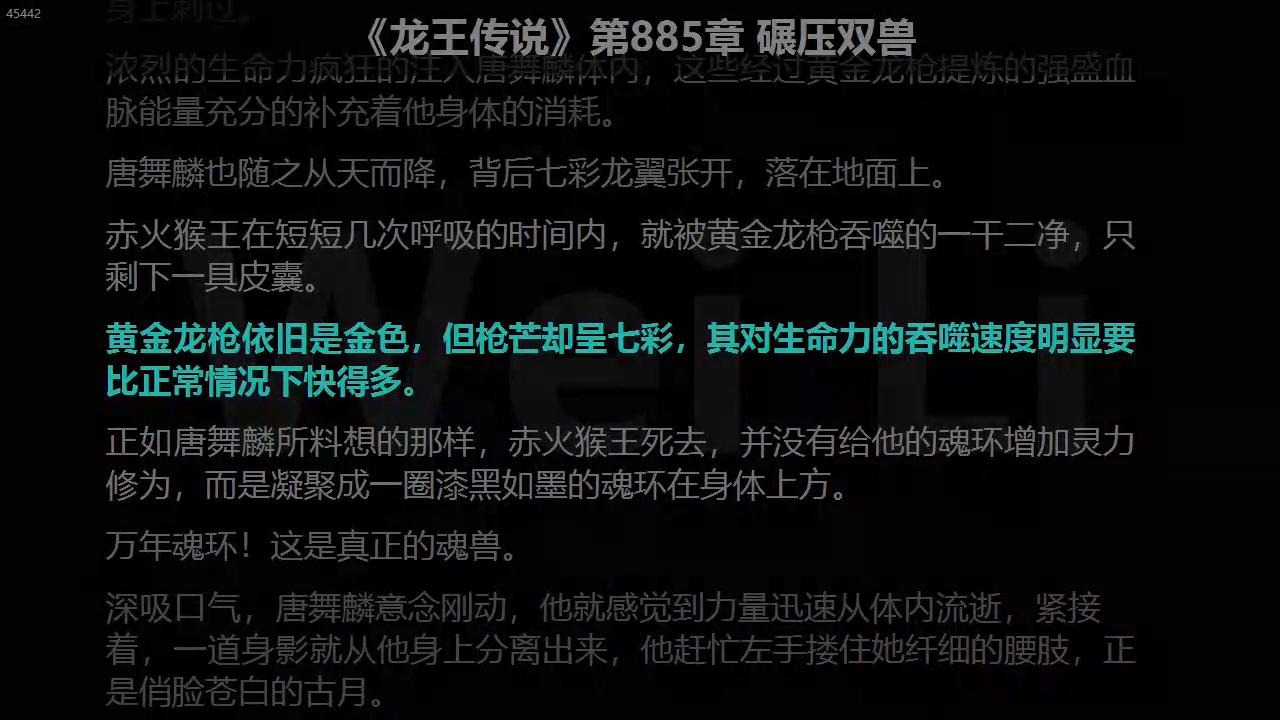 45442
身上刺过。
《龙王传说》第885章 碾压双兽
浓烈的生命力疯狂的注入唐舞麟体内，这些经过黄金龙枪提炼的强盛血
脉能量充分的补充着他身体的消耗。
唐舞麟也随之从天而降，背后七彩龙翼张开，落在地面上。
赤火猴王在短短几次呼吸的时间内，就被黄金龙枪吞噬的一干二净，只
剩下一具皮囊。
黄金龙枪依旧是金色，但枪芒却呈七彩，其对生命力的吞噬速度明显要
比正常情况下快得多。
正如唐舞麟所料想的那样，赤火猴王死去，并没有给他的魂环增加灵力
修为，而是凝聚成一圈漆黑如墨的魂环在身体上方。
万年魂环！这是真正的魂兽。
深吸口气，唐舞麟意念刚动，他就感觉到力量迅速从体内流逝，紧接
着，一道身影就从他身上分离出来，他赶忙左手搂住她纤细的腰肢，正
是俏脸苍白的古月。
Wei Li